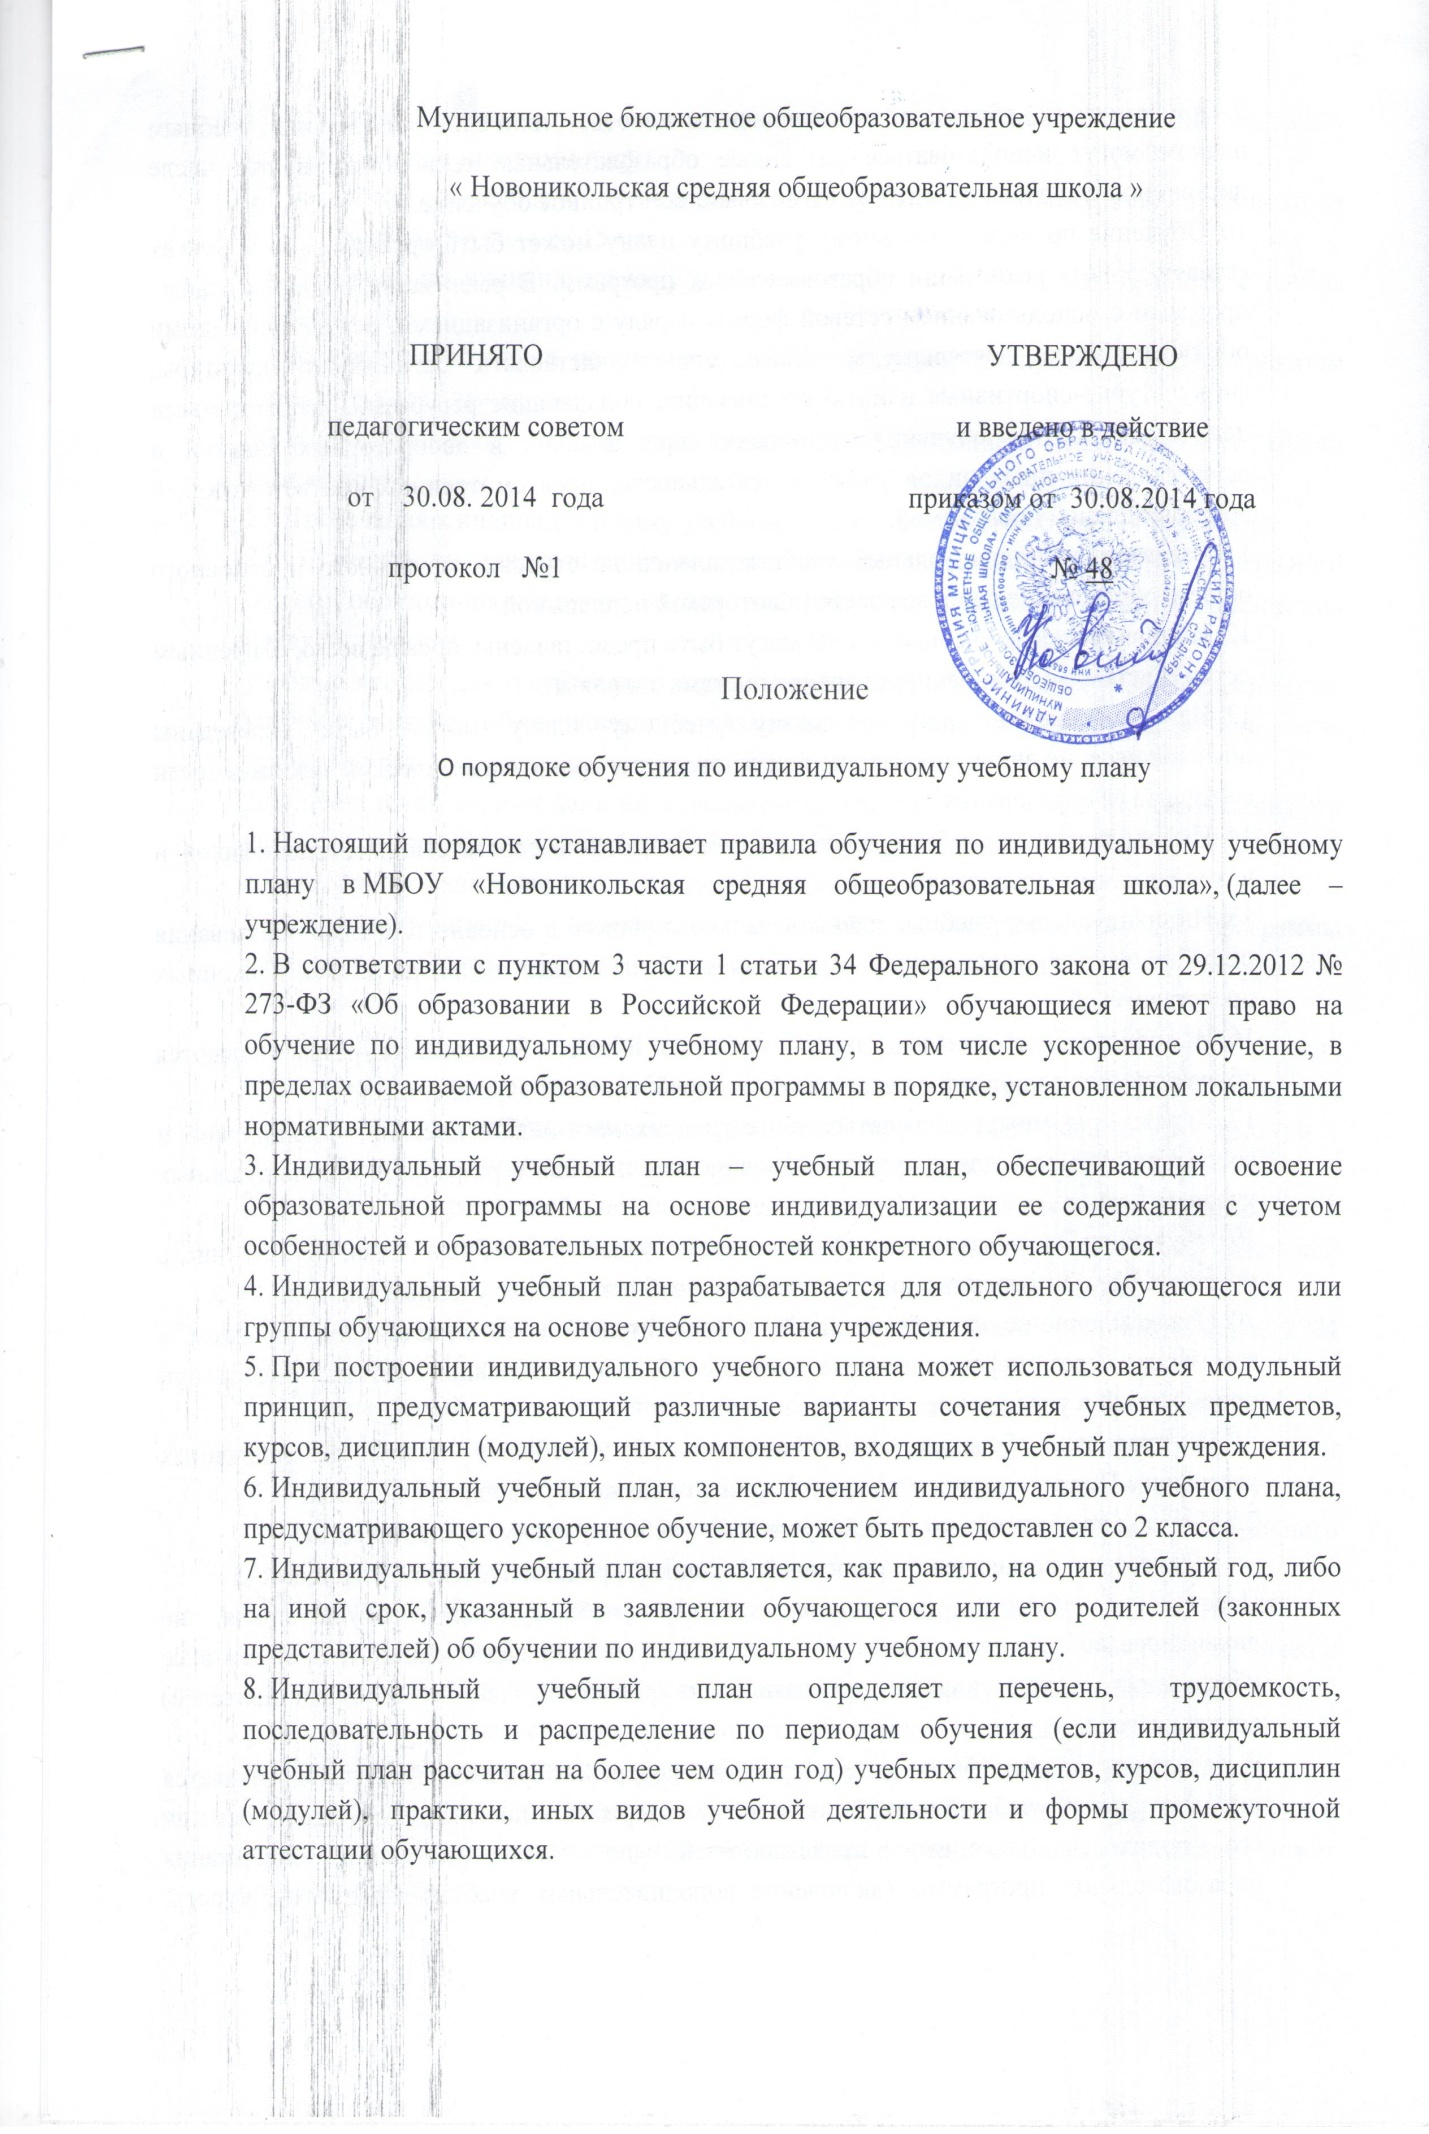 Муниципальное бюджетное общеобразовательное учреждение
« Новоникольская средняя общеобразовательная школа »
ПРИНЯТО
педагогическим советом
от 30.08. 2014 года
протокол №1
УТВЕРЖДЕНО
и введено в действие
приказом от 30.08.2014 года
№ 48
Положение
О порядоке обучения по индивидуальному учебному плану
1. Настоящий порядок устанавливает правила обучения по индивидуальному учебному
плану в МБОУ «Новоникольская средняя общеобразовательная школа», (далее –
учреждение).
2. В соответствии с пунктом 3 части 1 статьи 34 Федерального закона от 29.12.2012 №
273-ФЗ «Об образовании в Российской Федерации» обучающиеся имеют право на
обучение по индивидуальному учебному плану, в том числе ускоренное обучение, в
пределах осваиваемой образовательной программы в порядке, установленном локальными
нормативными актами.
3. Индивидуальный учебный план – учебный план, обеспечивающий освоение
образовательной программы на основе индивидуализации ее содержания с учетом
особенностей и образовательных потребностей конкретного обучающегося.
4. Индивидуальный учебный план разрабатывается для отдельного обучающегося или
группы обучающихся на основе учебного плана учреждения.
5. При построении индивидуального учебного плана может использоваться модульный
принцип, предусматривающий различные варианты сочетания учебных предметов,
курсов, дисциплин (модулей), иных компонентов, входящих в учебный план учреждения.
6. Индивидуальный учебный план, за исключением индивидуального учебного плана,
предусматривающего ускоренное обучение, может быть предоставлен со 2 класса.
7. Индивидуальный учебный план составляется, как правило, на один учебный год, либо
на иной срок, указанный в заявлении обучающегося или его родителей (законных
представителей) об обучении по индивидуальному учебному плану.
8. Индивидуальный учебный план определяет перечень, трудоемкость,
последовательность и распределение по периодам обучения (если индивидуальный
учебный план рассчитан на более чем один год) учебных предметов, курсов, дисциплин
(модулей), практики, иных видов учебной деятельности и формы промежуточной
аттестации обучающихся.